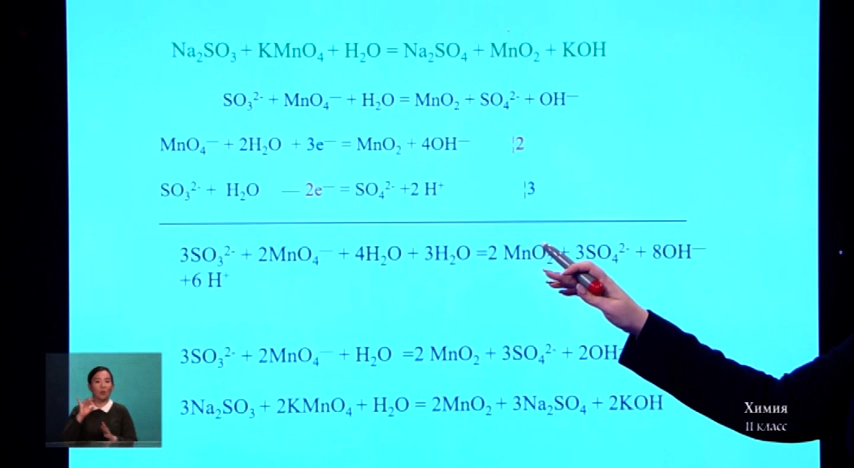 Na₂SO₃ + KMnO₄ + H₂O = Na₂SO₄ + MnO₂ + KOH
SO₃²⁻ + MnO₄⁻ + H₂O = MnO₂ + SO₄²⁻ + OH⁻
MnO₄⁻ + 2H₂O + 3e⁻ = MnO₂ + 4OH⁻ ¦2
SO₃²⁻ + H₂O — 2e⁻ = SO₄²⁻ +2 H⁺ ¦3
3SO₃²⁻ + 2MnO₄⁻ + 4H₂O + 3H₂O =2 MnO₂ + 3SO₄²⁻ + 8OH⁻
+6 H⁺
3SO₃²⁻ + 2MnO₄⁻ + H₂O =2 MnO₂ + 3SO₄²⁻ + 2OH
3Na₂SO₃ + 2KMnO₄ + H₂O = 2MnO₂ + 3Na₂SO₄ + 2KOH
Химия
11 класс